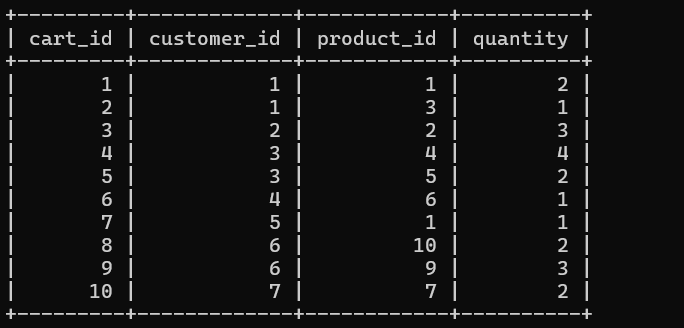 +---------+-------------+------------+----------+
| cart_id | customer_id | product_id | quantity |
+---------+-------------+------------+----------+
|       1 |           1 |          1 |        2 |
|       2 |           1 |          3 |        1 |
|       3 |           2 |          2 |        3 |
|       4 |           3 |          4 |        4 |
|       5 |           3 |          5 |        2 |
|       6 |           4 |          6 |        1 |
|       7 |           5 |          1 |        1 |
|       8 |           6 |         10 |        2 |
|       9 |           6 |          9 |        3 |
|      10 |           7 |          7 |        2 |
+---------+-------------+------------+----------+